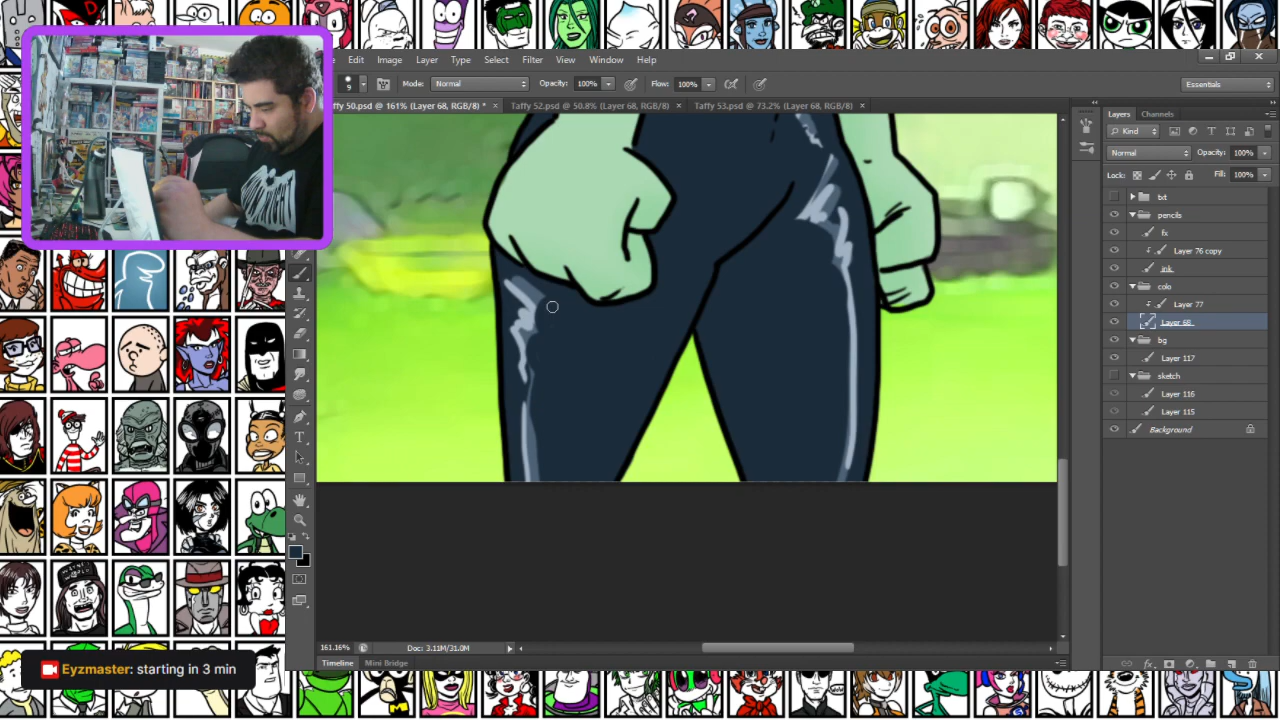 Edit Image Layer Type Select Filter View Window Help
9 Mode: Normal Opacity: 100% Flow: 100% Essentials
ffy 50.psd @ 161% (Layer 68, RGB/8) * × Taffy 52.psd @ 50.8% (Layer 68, RGB/8) × Taffy 53.psd @ 73.2% (Layer 68, RGB/8) ×
Layers Channels
Kind
Normal Opacity: 100%
Lock: Fill: 100%
txt
pencils
fx
Layer 76 copy
ink
colo
Layer 77
Layer 68
bg
Layer 117
sketch
Layer 116
Layer 115
Background
161.16% Doc: 3.11M/31.0M
Timeline Mini Bridge
Eyzmaster: starting in 3 min